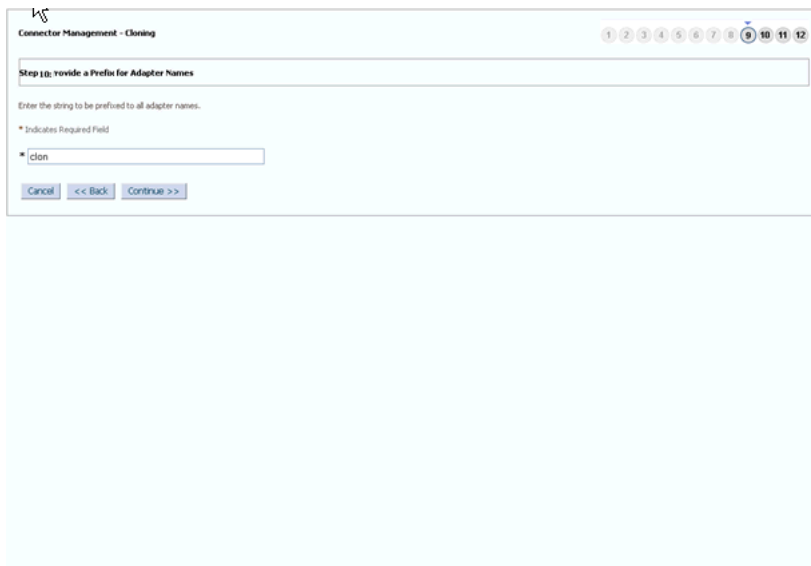 Connector Management - Cloning
1 2 3 4 5 6 7 8 9 10 11 12
Step 10: rovide a Prefix for Adapter Names
Enter the string to be prefixed to all adapter names.
* Indicates Required Field
* clon
Cancel << Back Continue >>